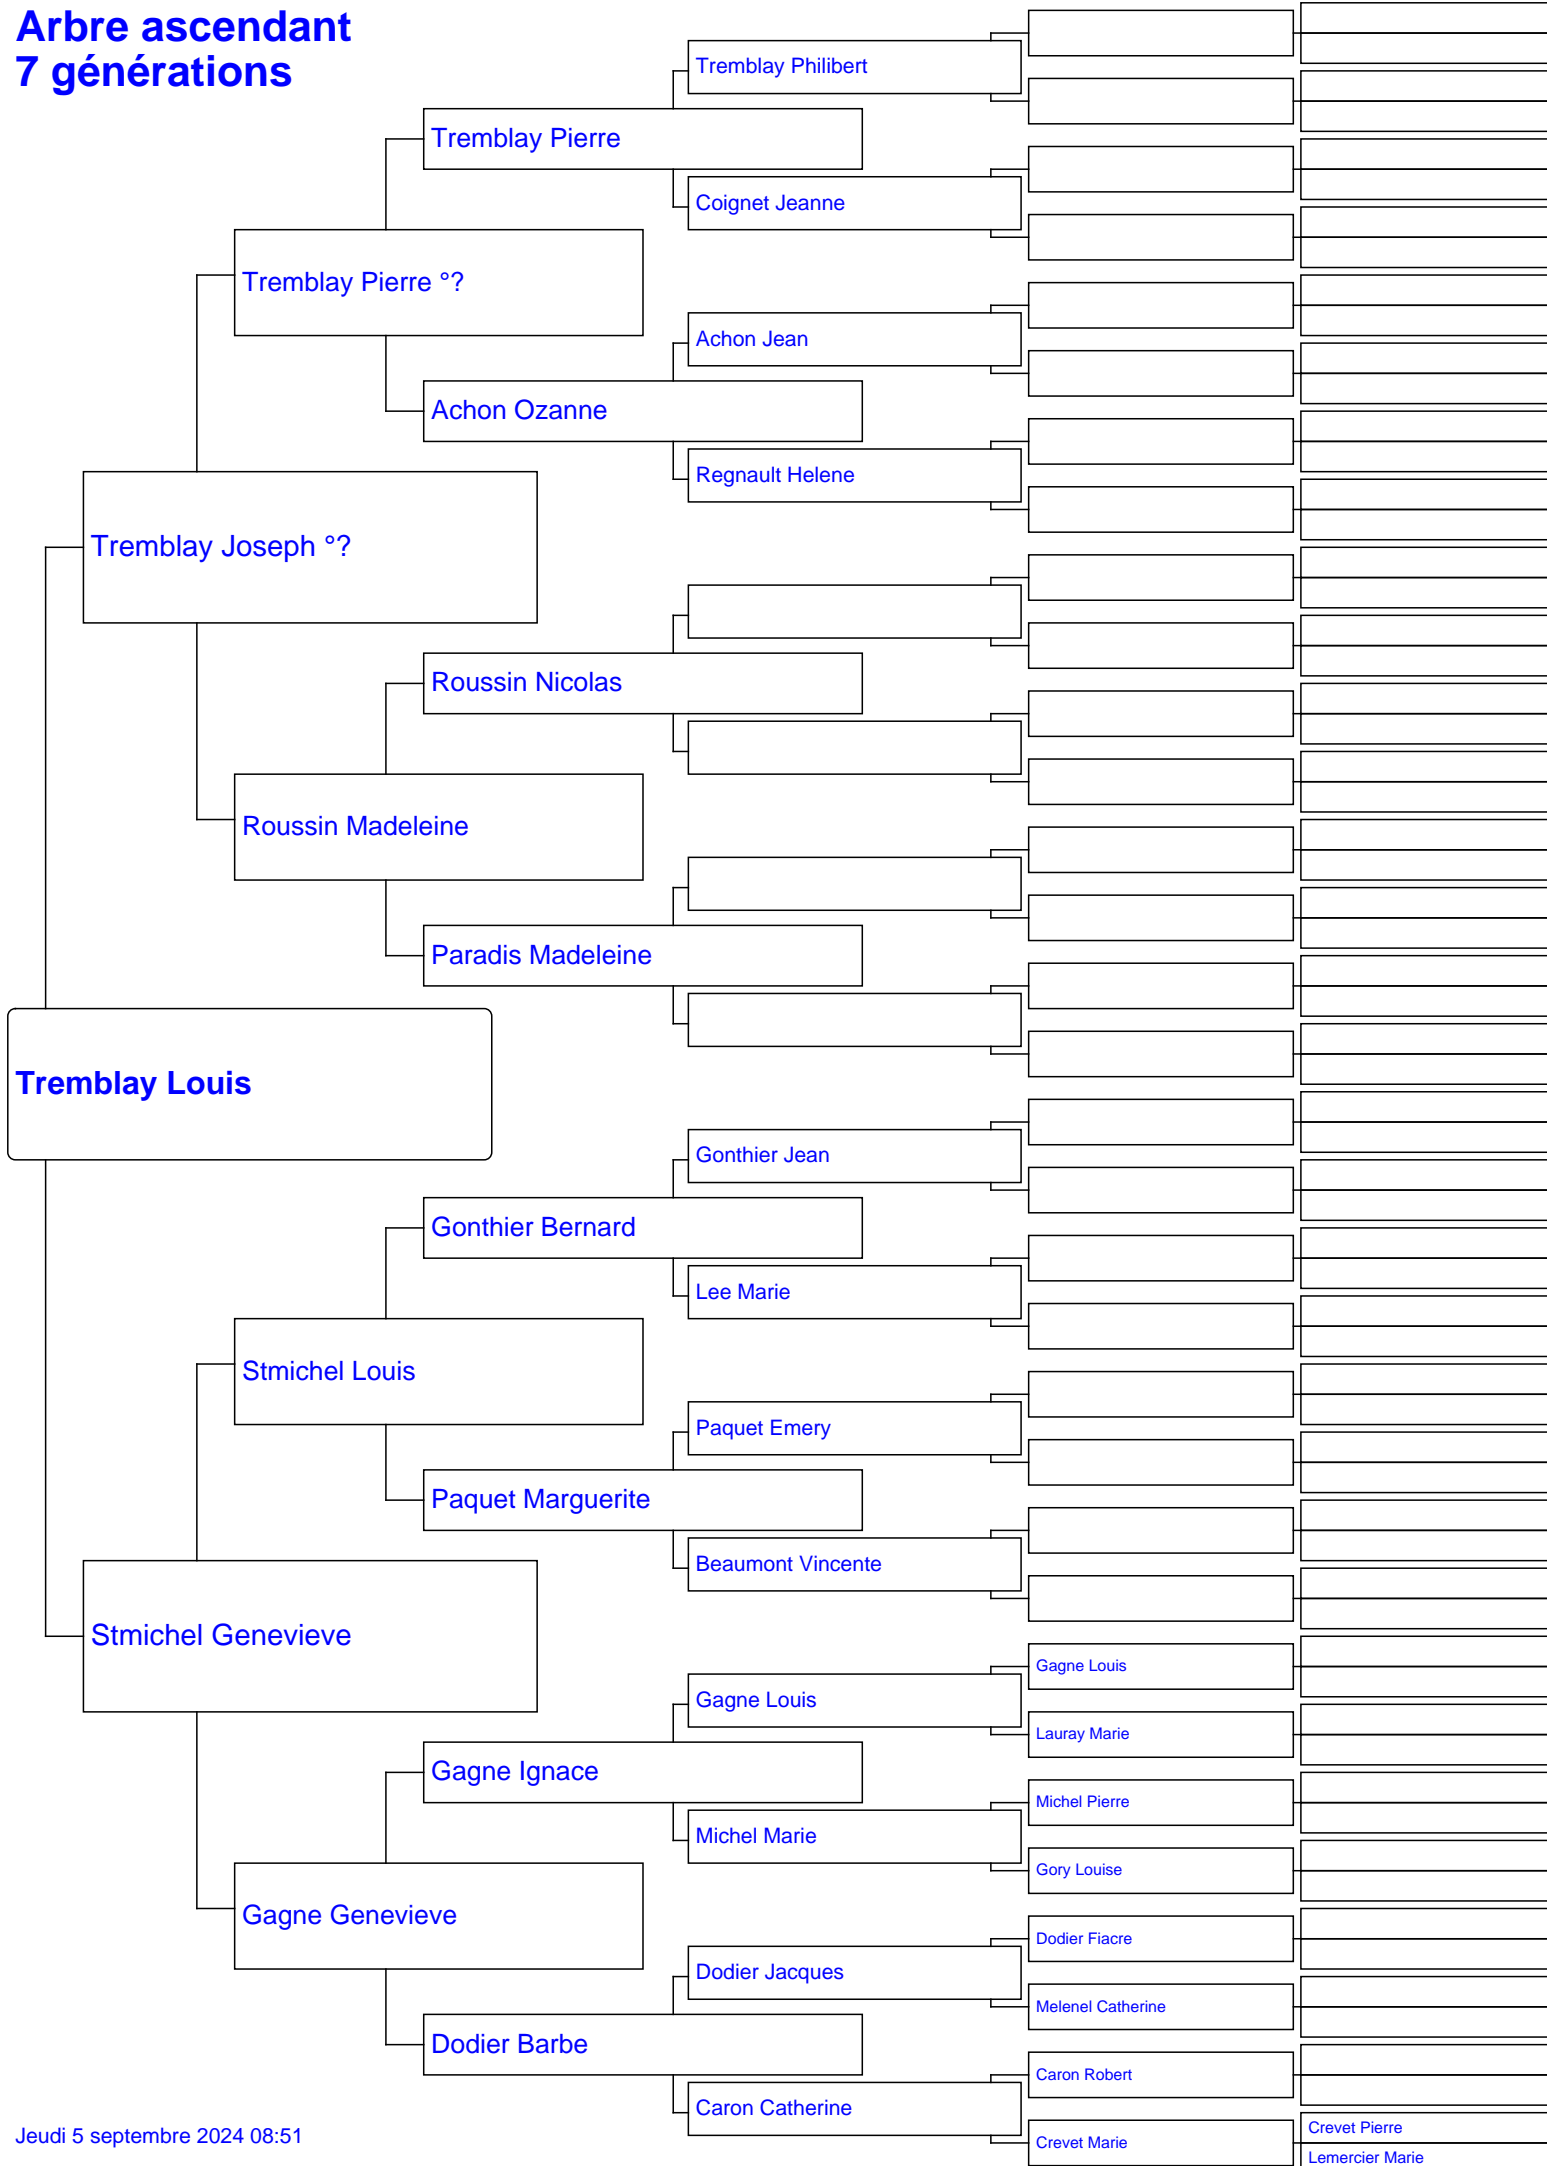 Arbre ascendant
7 générations
Tremblay Philibert
Tremblay Pierre
Coignet Jeanne
Tremblay Pierre °?
Achon Jean
Achon Ozanne
Regnault Helene
Tremblay Joseph °?
Roussin Nicolas
Roussin Madeleine
Paradis Madeleine
Tremblay Louis
Gonthier Jean
Gonthier Bernard
Lee Marie
Stmichel Louis
Paquet Emery
Paquet Marguerite
Beaumont Vincente
Stmichel Genevieve
Gagne Louis
Gagne Louis
Lauray Marie
Gagne Ignace
Michel Pierre
Michel Marie
Gory Louise
Gagne Genevieve
Dodier Fiacre
Dodier Jacques
Melenel Catherine
Dodier Barbe
Caron Robert
Caron Catherine
Crevet Pierre
Crevet Marie
Lemercier Marie
Jeudi 5 septembre 2024 08:51